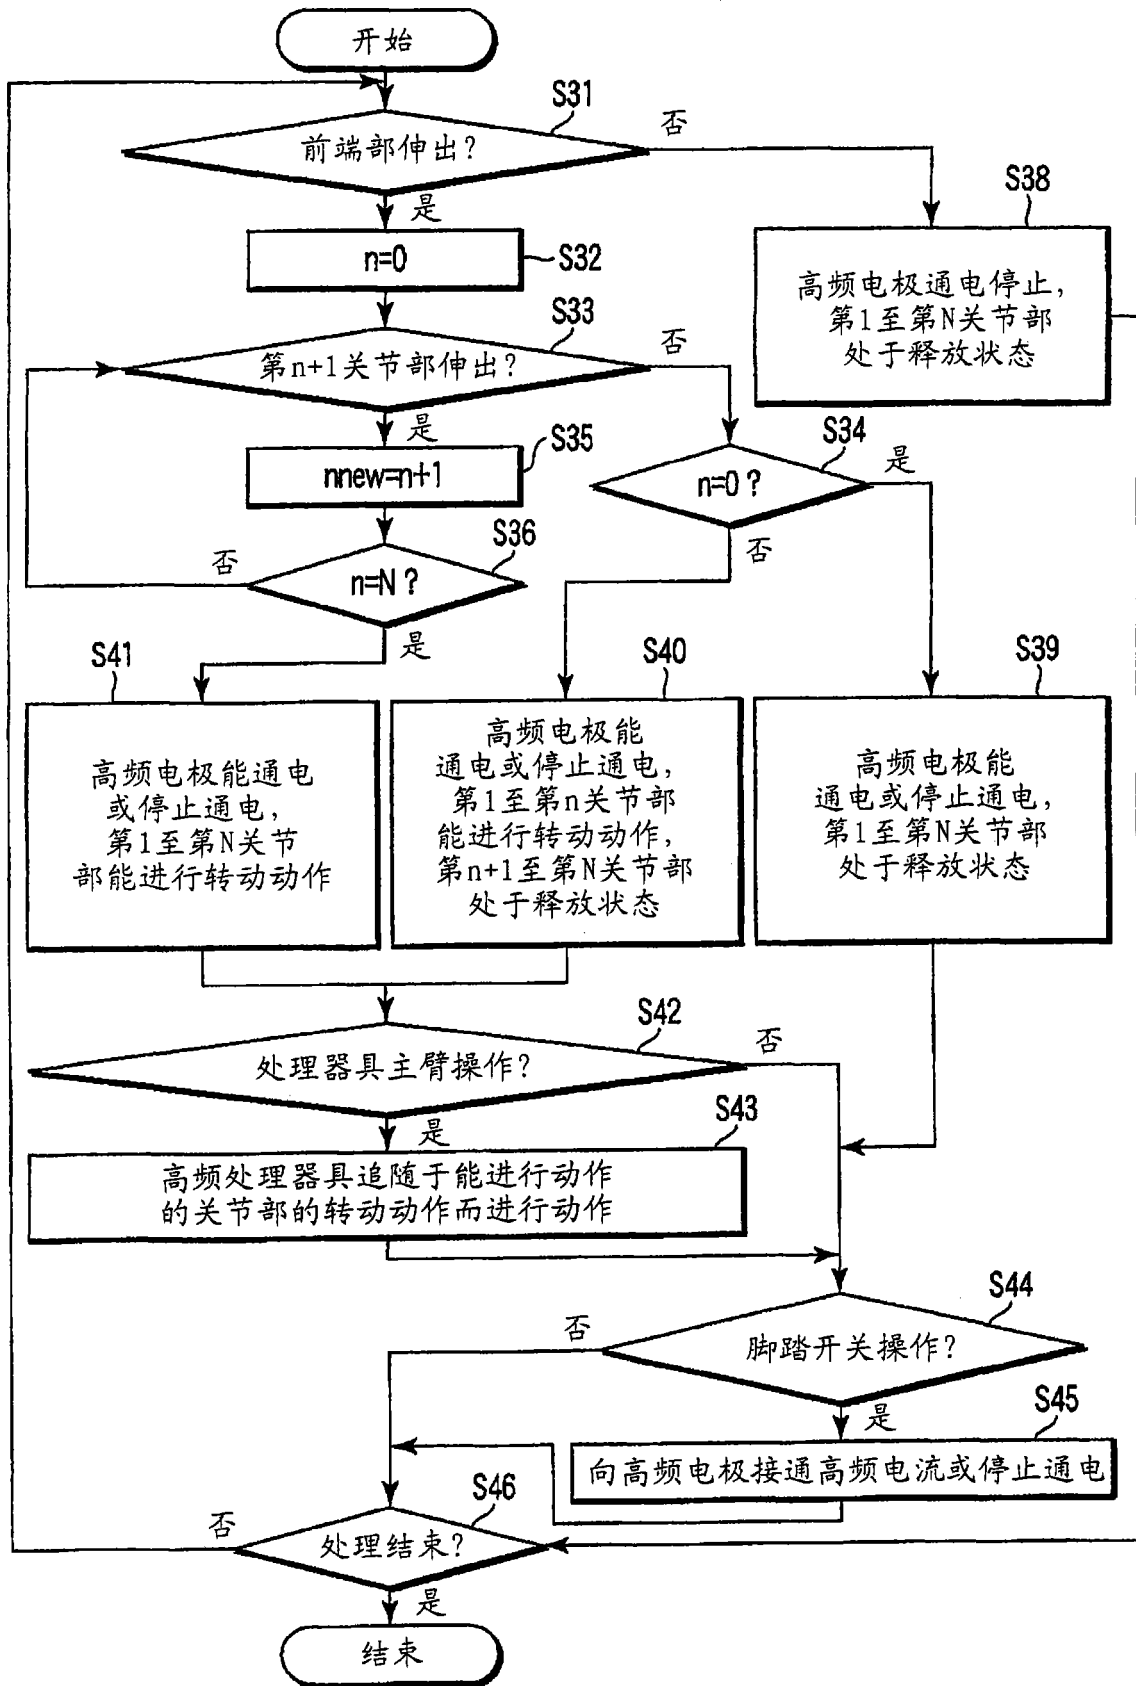 开始
S31
前端部伸出？
否
是
S38
n=0
S32
高频电极通电停止，
第1至第N关节部
处于释放状态
S33
第n+1关节部伸出？
否
是
S35
nnew=n+1
S34
n=0？
是
否
S36
n=N？
否
是
S41
高频电极能通电
或停止通电，
第1至第N关节
部能进行转动动作
S40
高频电极能
通电或停止通电，
第1至第n关节部
能进行转动动作，
第n+1至第N关节部
处于释放状态
S39
高频电极能
通电或停止通电，
第1至第N关节部
处于释放状态
S42
处理器具主臂操作？
否
是
S43
高频处理器具追随于能进行动作
的关节部的转动动作而进行动作
S44
脚踏开关操作？
否
是
S45
向高频电极接通高频电流或停止通电
S46
处理结束？
否
是
结束